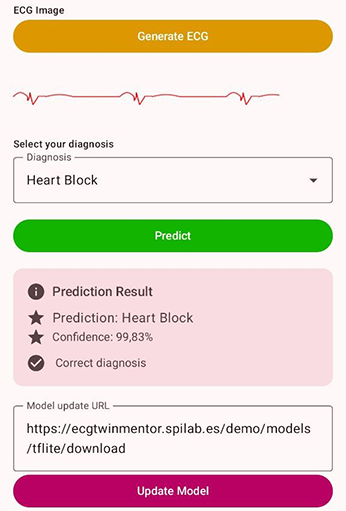 ECG Image
Generate ECG
Select your diagnosis
Diagnosis
Heart Block
Predict
Prediction Result
Prediction: Heart Block
Confidence: 99,83%
Correct diagnosis
Model update URL
https://ecgtwinmentor.spilab.es/demo/models
/tflite/download
Update Model